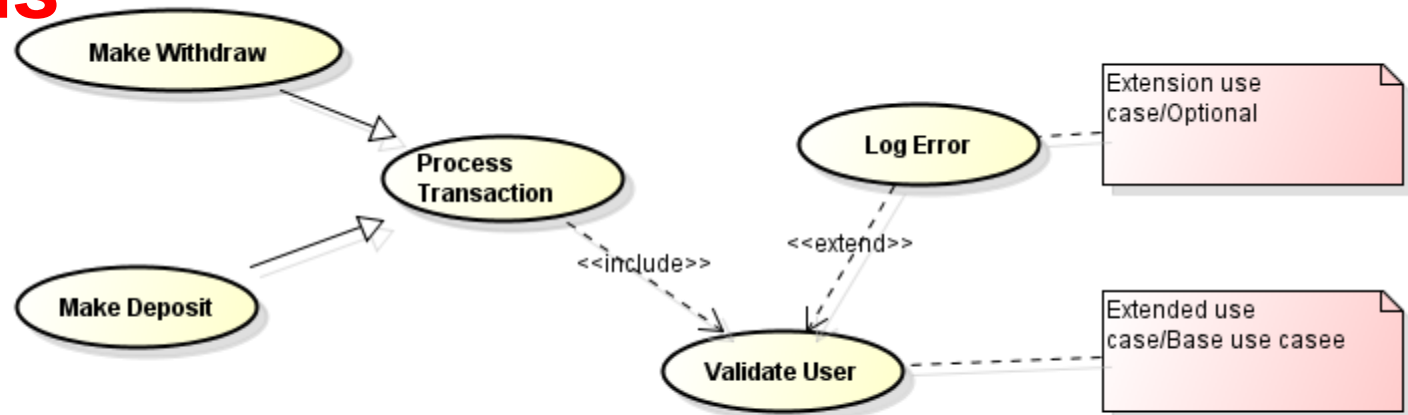 Make Withdraw
Extension use
case/Optional
Log Error
Process
Transaction
<<extend>>
<<include>>
Make Deposit
Extended use
case/Base use casee
Validate User